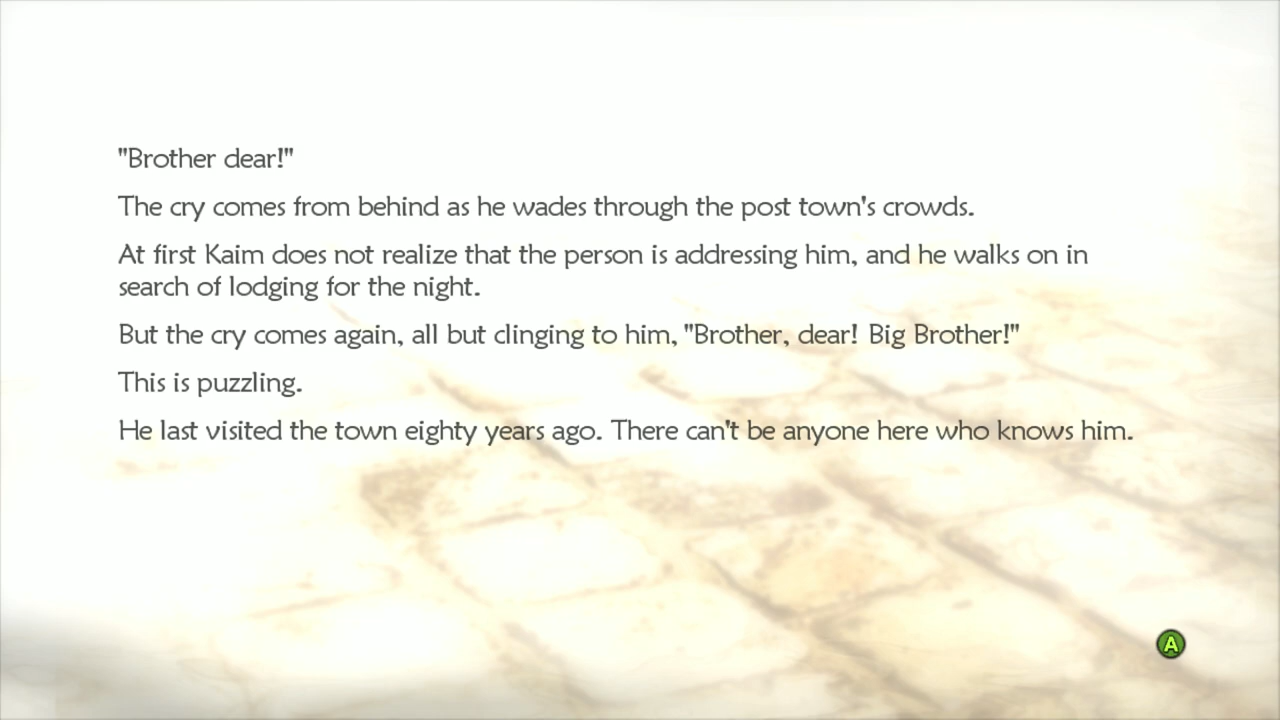 "Brother dear!"
The cry comes from behind as he wades through the post town's crowds.
At first Kaim does not realize that the person is addressing him, and he walks on in
search of lodging for the night.
But the cry comes again, all but clinging to him, "Brother, dear! Big Brother!"
This is puzzling.
He last visited the town eighty years ago. There can't be anyone here who knows him.
A